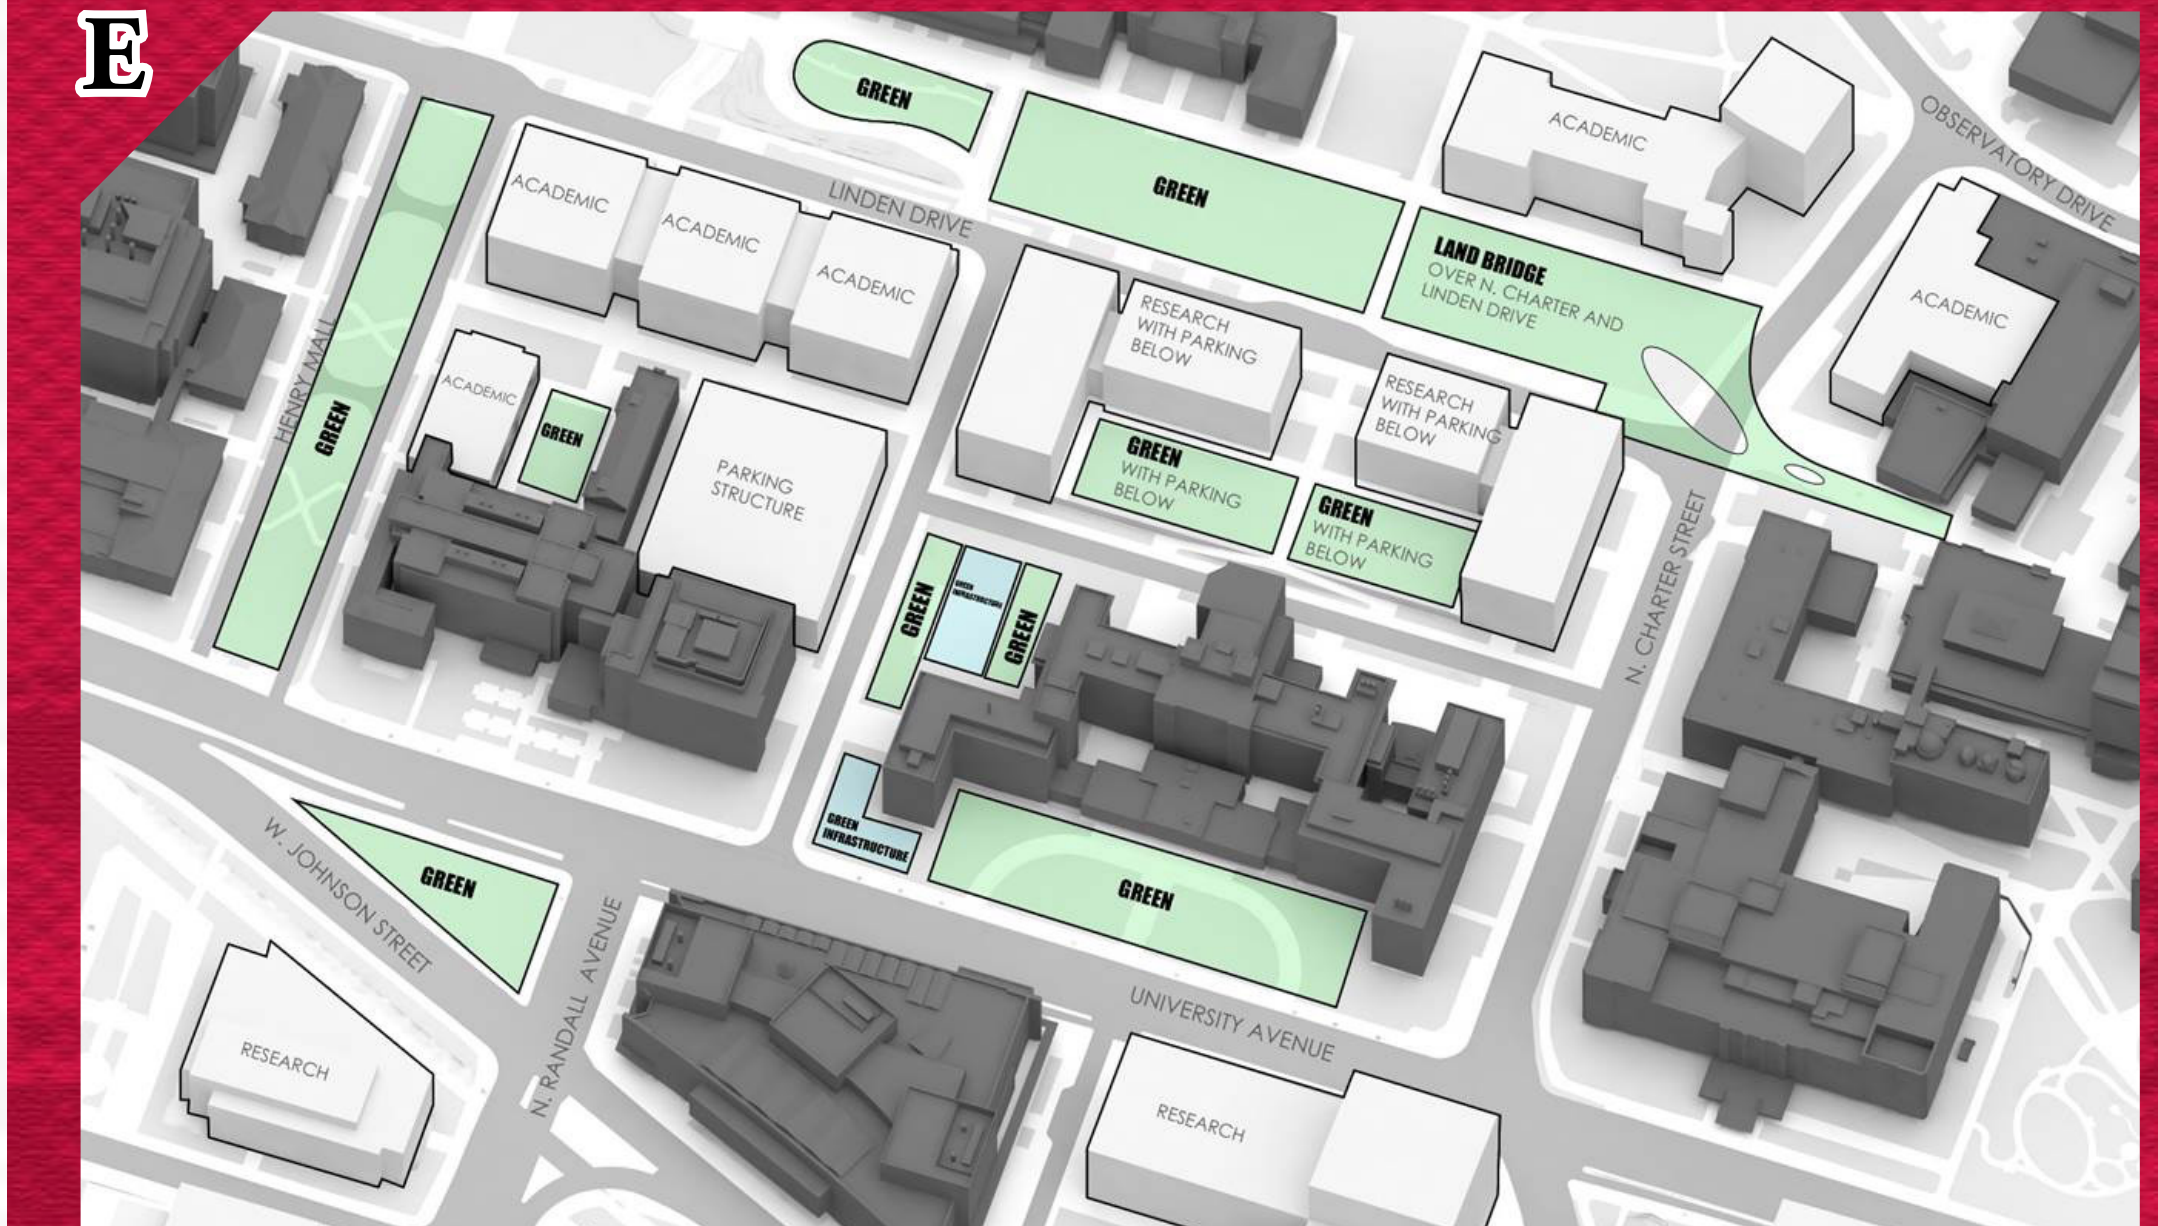 E
GREEN
GREEN
ACADEMIC
OBSERVATORY DRIVE
ACADEMIC
ACADEMIC
ACADEMIC
LINDEN DRIVE
LAND BRIDGE
OVER N. CHARTER AND
LINDEN DRIVE
ACADEMIC
RESEARCH
WITH PARKING
BELOW
RESEARCH
WITH PARKING
BELOW
HENRY MALL
GREEN
ACADEMIC
GREEN
PARKING
STRUCTURE
GREEN
WITH PARKING
BELOW
GREEN
WITH PARKING
BELOW
N. CHARTER STREET
GREEN
GREEN
INFRASTRUCTURE
GREEN
GREEN
INFRASTRUCTURE
GREEN
W. JOHNSON STREET
GREEN
N. RANDALL AVENUE
UNIVERSITY AVENUE
RESEARCH
RESEARCH